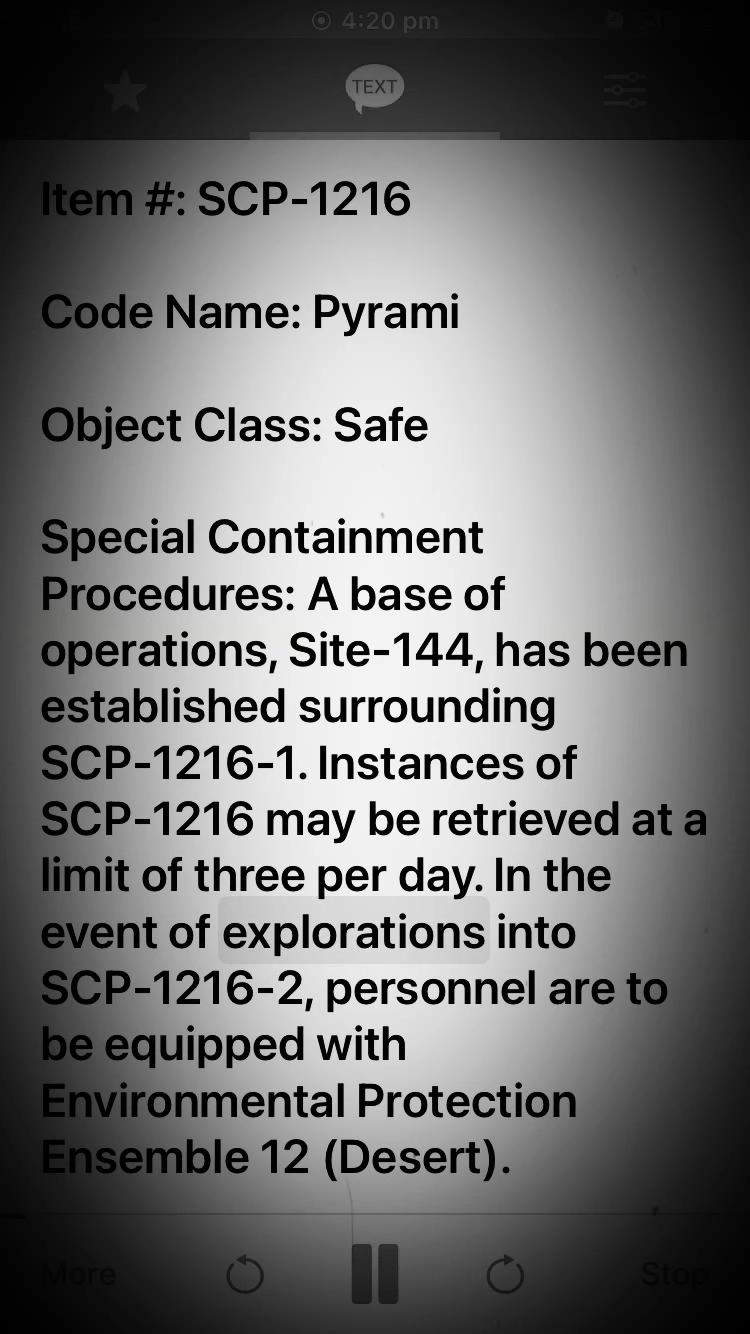 4:20 pm
TEXT
Item #: SCP-1216
Code Name: Pyrami
Object Class: Safe
Special Containment
Procedures: A base of
operations, Site-144, has been
established surrounding
SCP-1216-1. Instances of
SCP-1216 may be retrieved at a
limit of three per day. In the
event of explorations into
SCP-1216-2, personnel are to
be equipped with
Environmental Protection
Ensemble 12 (Desert).
More
Stop